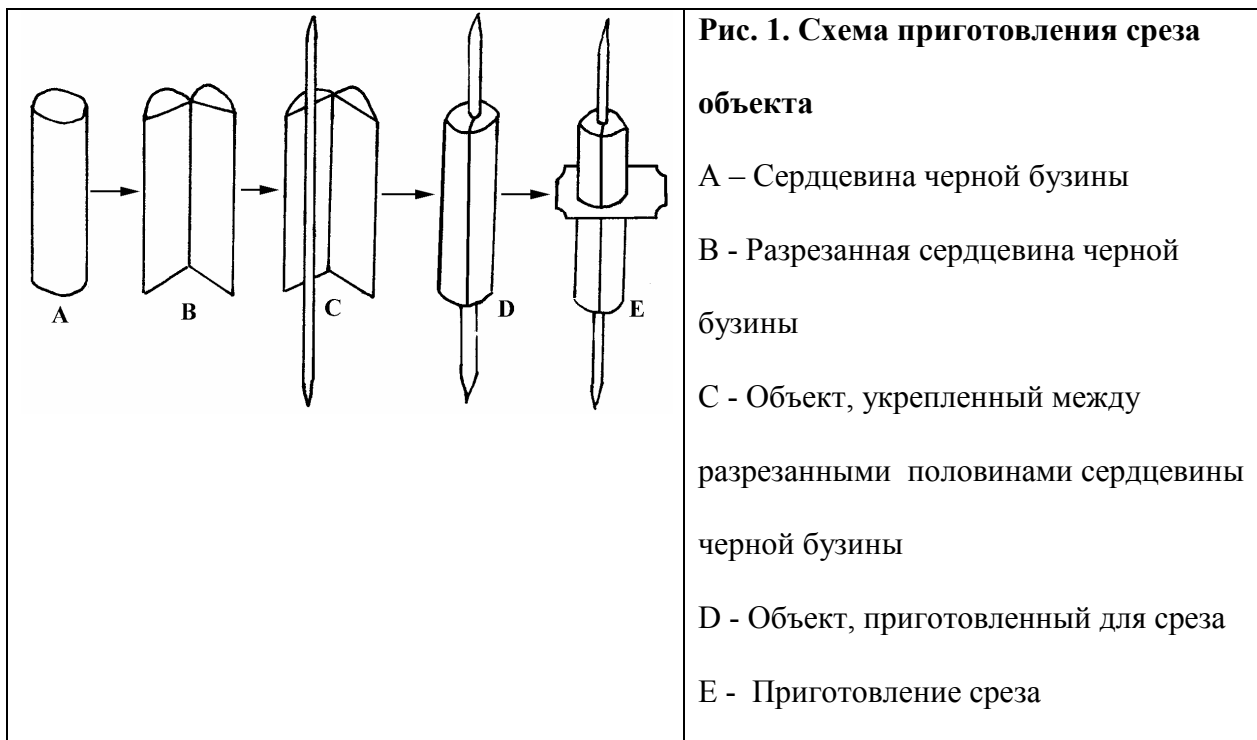 A
B
C
D
E
Рис. 1. Схема приготовления среза
объекта
А – Сердцевина черной бузины
В - Разрезанная сердцевина черной
бузины
С - Объект, укрепленный между
разрезанными половинами сердцевины
черной бузины
D - Объект, приготовленный для среза
Е - Приготовление среза